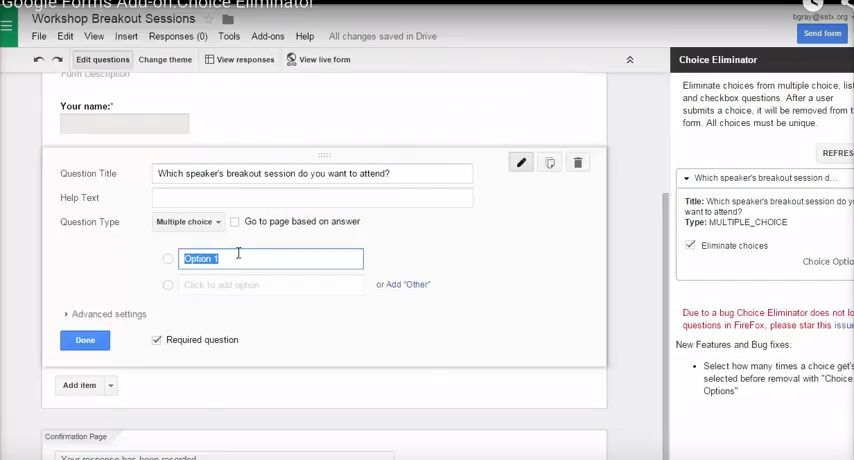 Google Forms Add-on:Choice Eliminator
Workshop Breakout Sessions
bgray@sstx.org
File Edit View Insert Responses (0) Tools Add-ons Help All changes saved in Drive
Send form
Edit questions Change theme View responses View live form
Choice Eliminator
Form Description
Eliminate choices from multiple choice, list
and checkbox questions. After a user
submits a choice, it will be removed from t
form. All choices must be unique.
Your name:*
REFRES
Question Title Which speaker's breakout session do you want to attend?
Which speaker's breakout session d...
Help Text
Title: Which speaker's breakout session do y
want to attend?
Type: MULTIPLE_CHOICE
Question Type Multiple choice Go to page based on answer
Eliminate choices
Option 1
Choice Optio
Click to add option or Add "Other"
Advanced settings
Due to a bug Choice Eliminator does not lo
questions in FireFox, please star this issue
Done Required question
New Features and Bug fixes:
Select how many times a choice get's
selected before removal with "Choice
Options"
Add item
Confirmation Page
Your response has been recorded